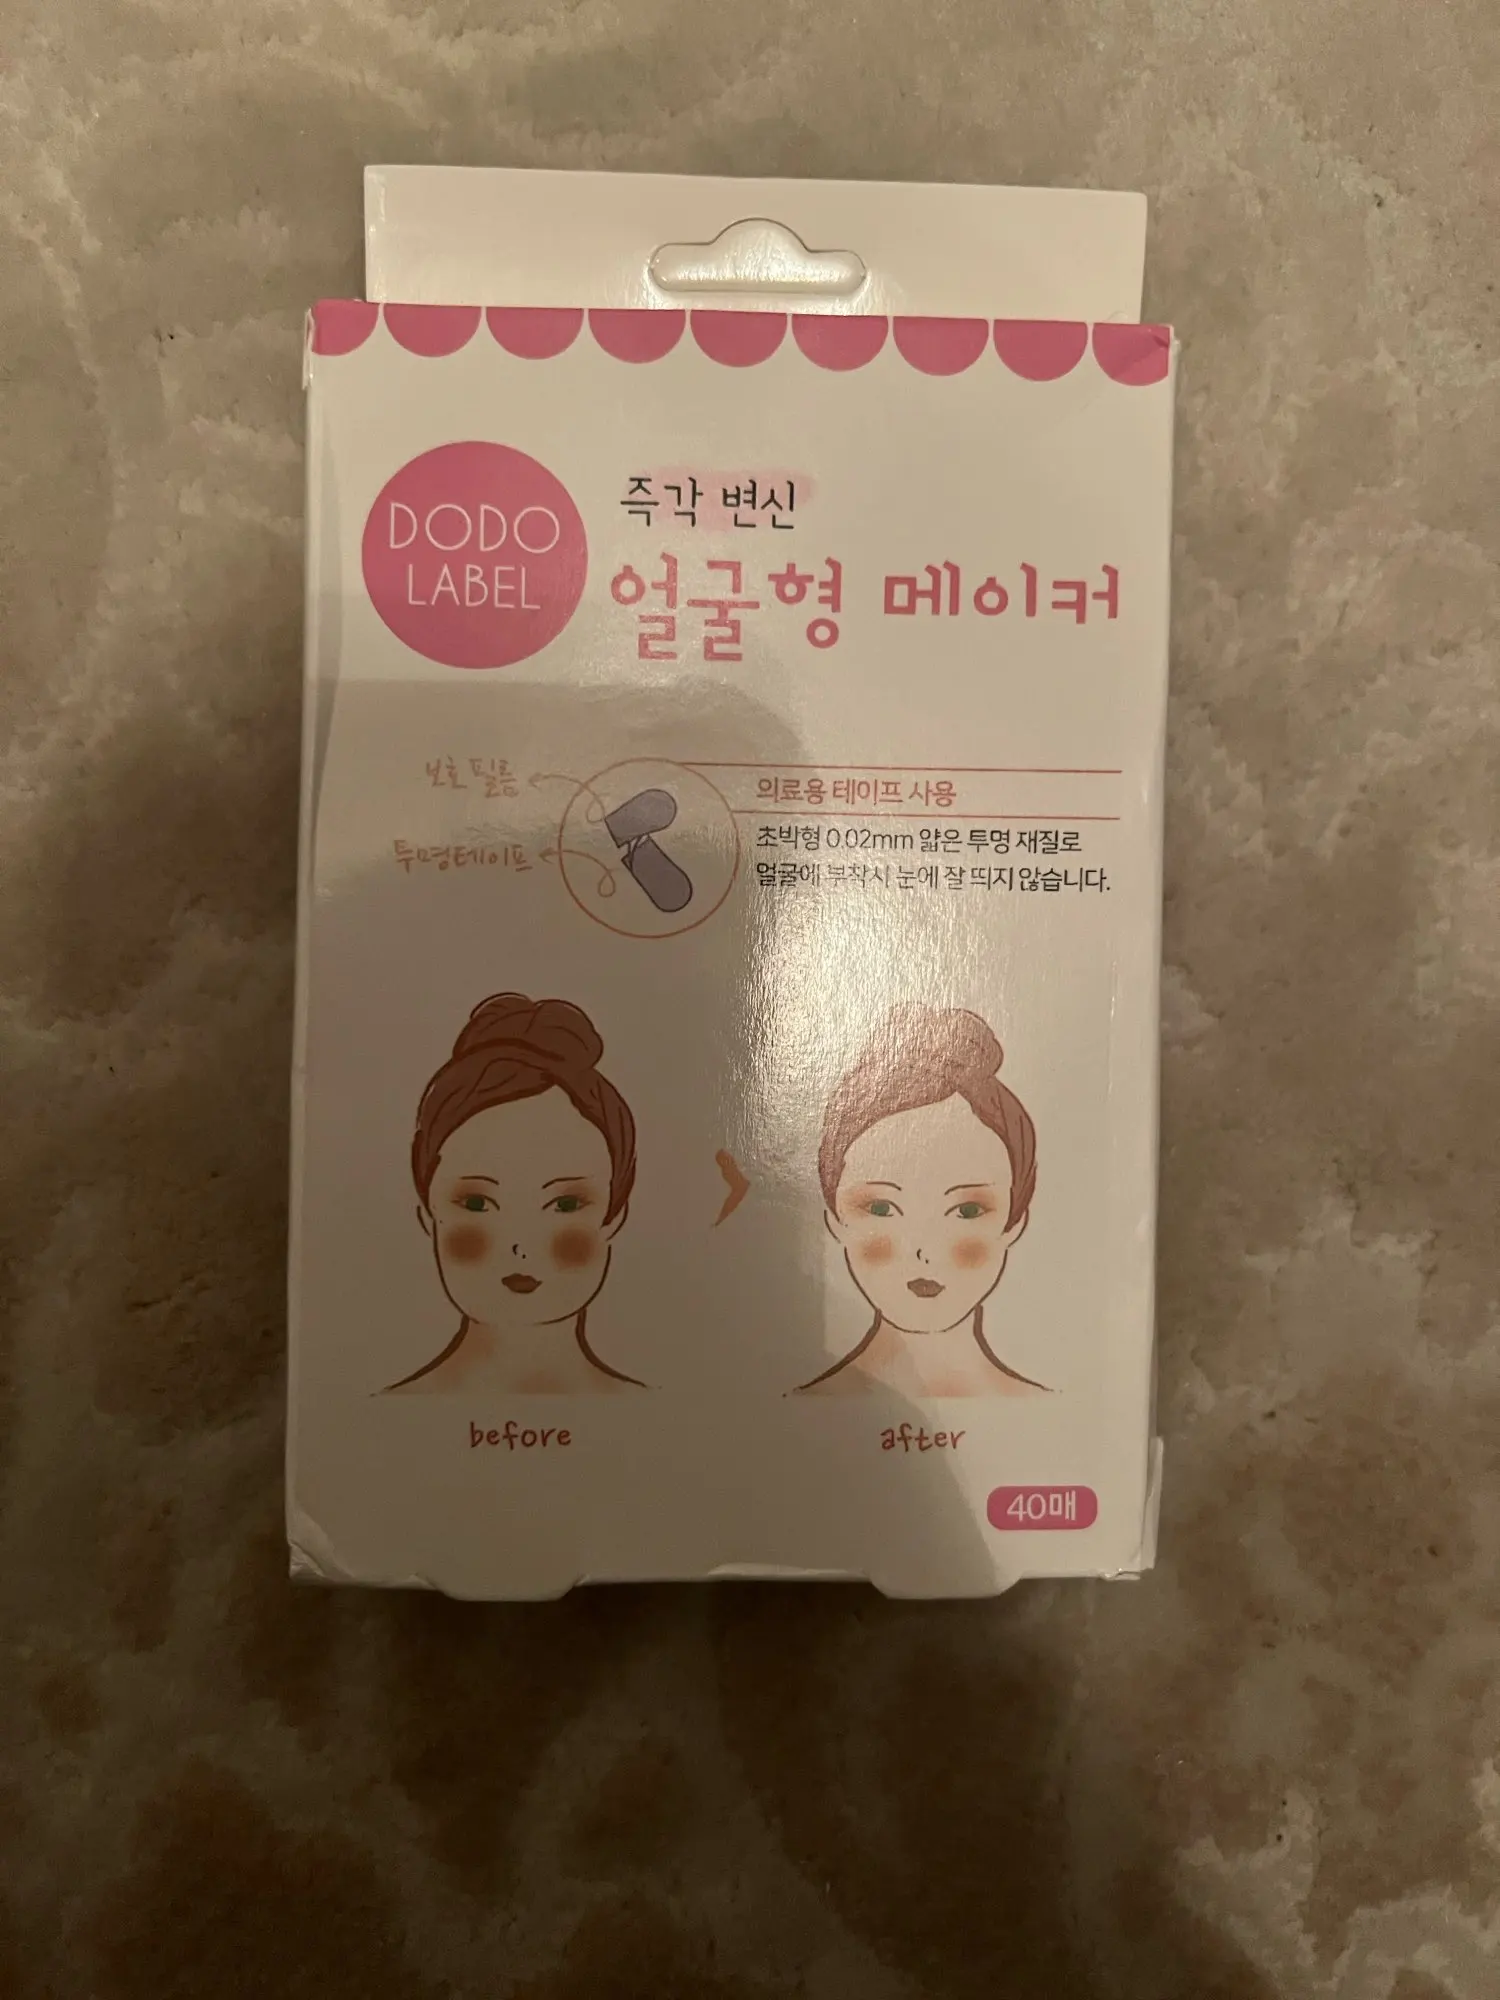 DODO
LABEL
즉각 변신
얼굴형 메이커
보호 필름
투명테이프
의료용 테이프 사용
초박형 0.02mm 얇은 투명 재질로
얼굴에 부착시 눈에 잘 띄지 않습니다.
before
after
40매